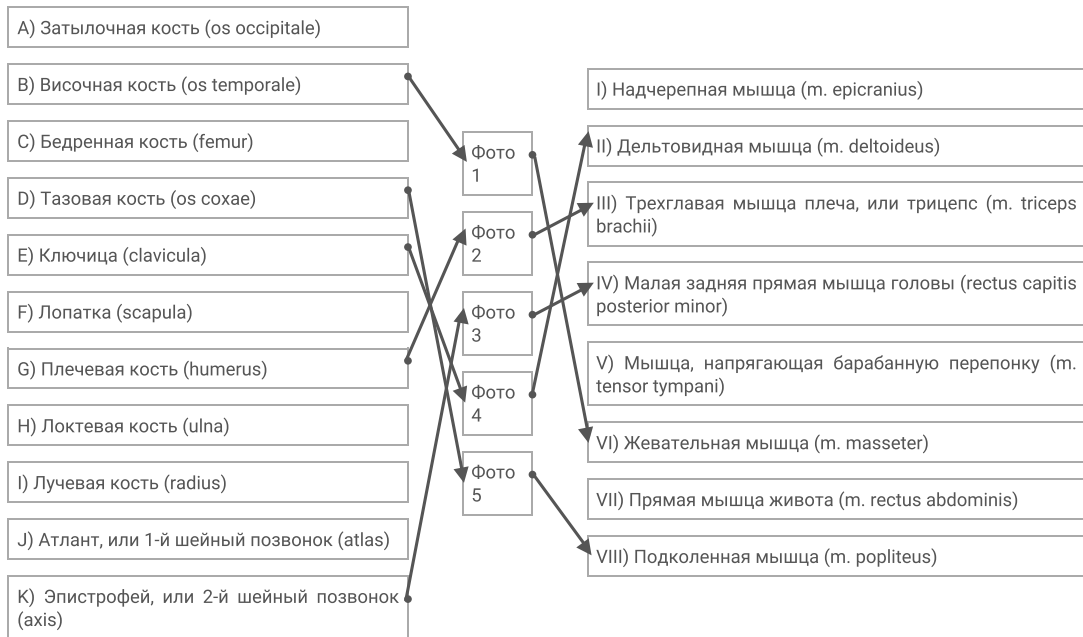 A) Затылочная кость (os occipitale)
B) Височная кость (os temporale)
C) Бедренная кость (femur)
D) Тазовая кость (os coxae)
E) Ключица (clavicula)
F) Лопатка (scapula)
G) Плечевая кость (humerus)
H) Локтевая кость (ulna)
I) Лучевая кость (radius)
J) Атлант, или 1-й шейный позвонок (atlas)
K) Эпистрофей, или 2-й шейный позвонок
(axis)
Фото
1
Фото
2
Фото
3
Фото
4
Фото
5
I) Надчерепная мышца (m. epicranius)
II) Дельтовидная мышца (m. deltoideus)
III) Трехглавая мышца плеча, или трицепс (m. triceps
brachii)
IV) Малая задняя прямая мышца головы (rectus capitis
posterior minor)
V) Мышца, напрягающая барабанную перепонку (m.
tensor tympani)
VI) Жевательная мышца (m. masseter)
VII) Прямая мышца живота (m. rectus abdominis)
VIII) Подколенная мышца (m. popliteus)